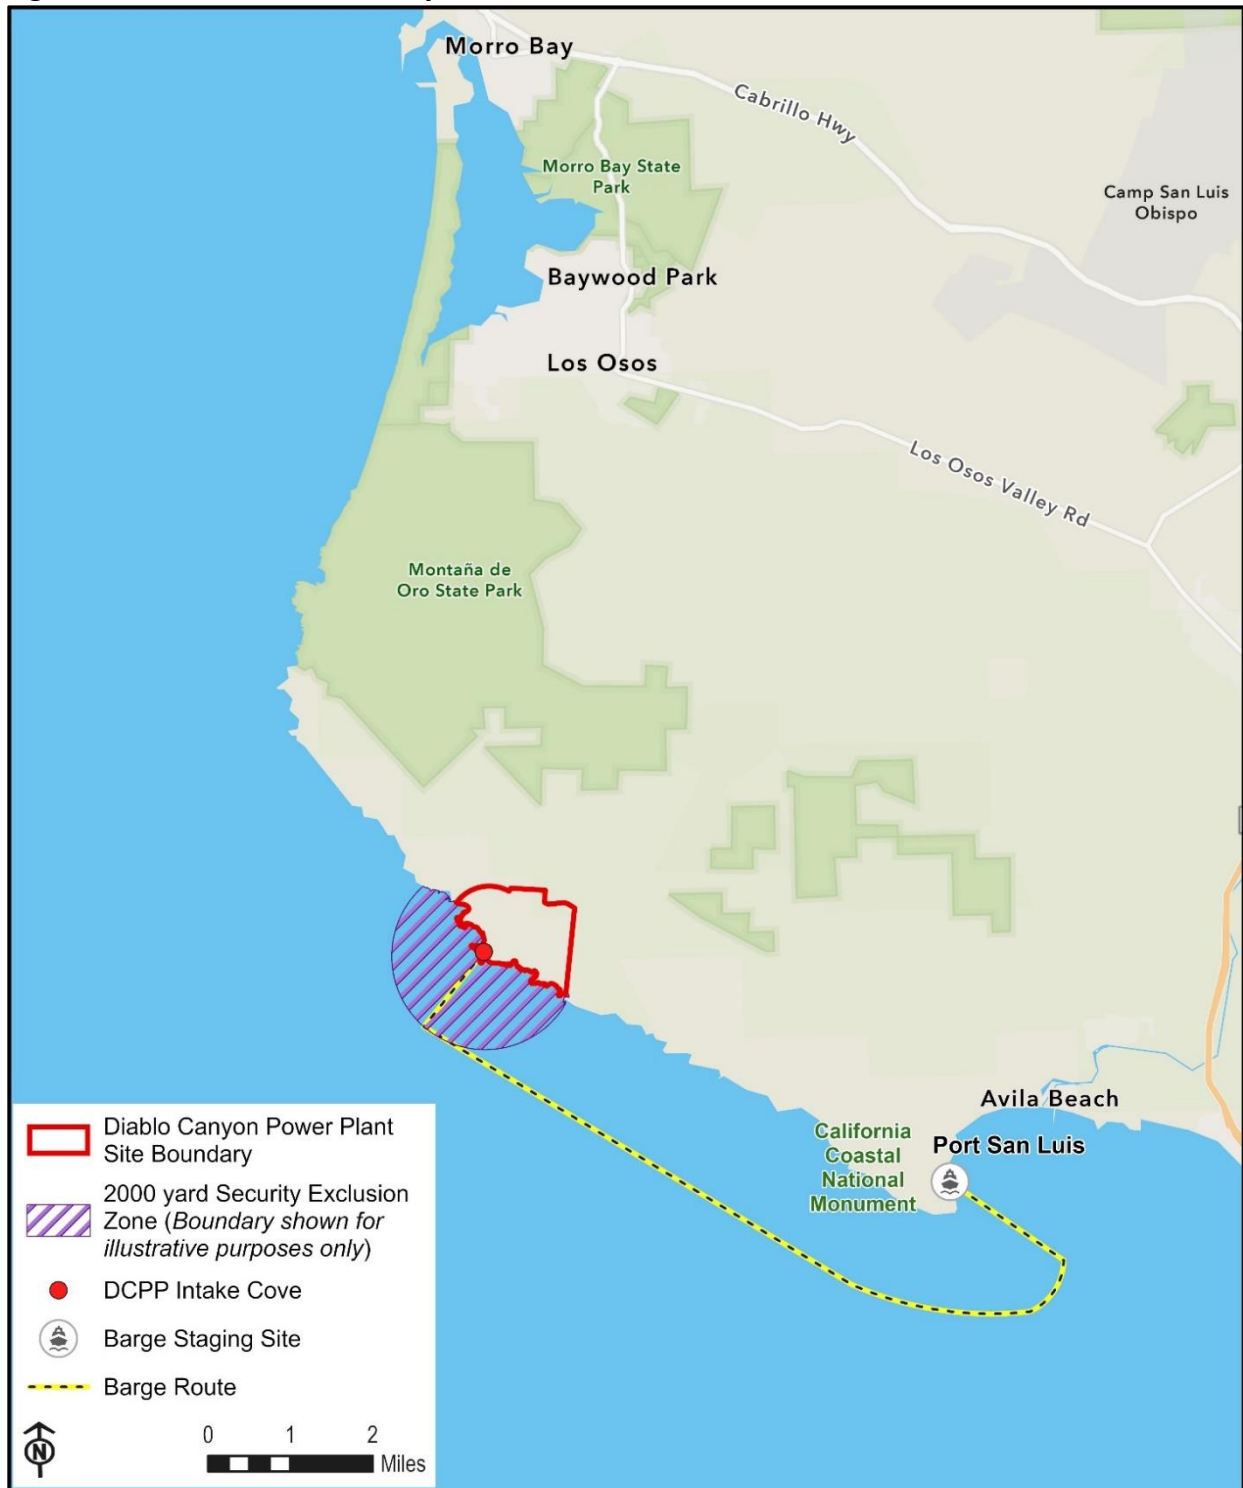 Morro Bay
Cabrillo Hwy
Morro Bay State
Park
Camp San Luis
Obispo
Baywood Park
Los Osos
Los Osos Valley Rd
Montaña de
Oro State Park
Avila Beach
California
Coastal
National
Monument
Port San Luis
Diablo Canyon Power Plant
Site Boundary
2000 yard Security Exclusion
Zone (Boundary shown for
illustrative purposes only)
DCPP Intake Cove
Barge Staging Site
Barge Route
N
0 1 2
Miles